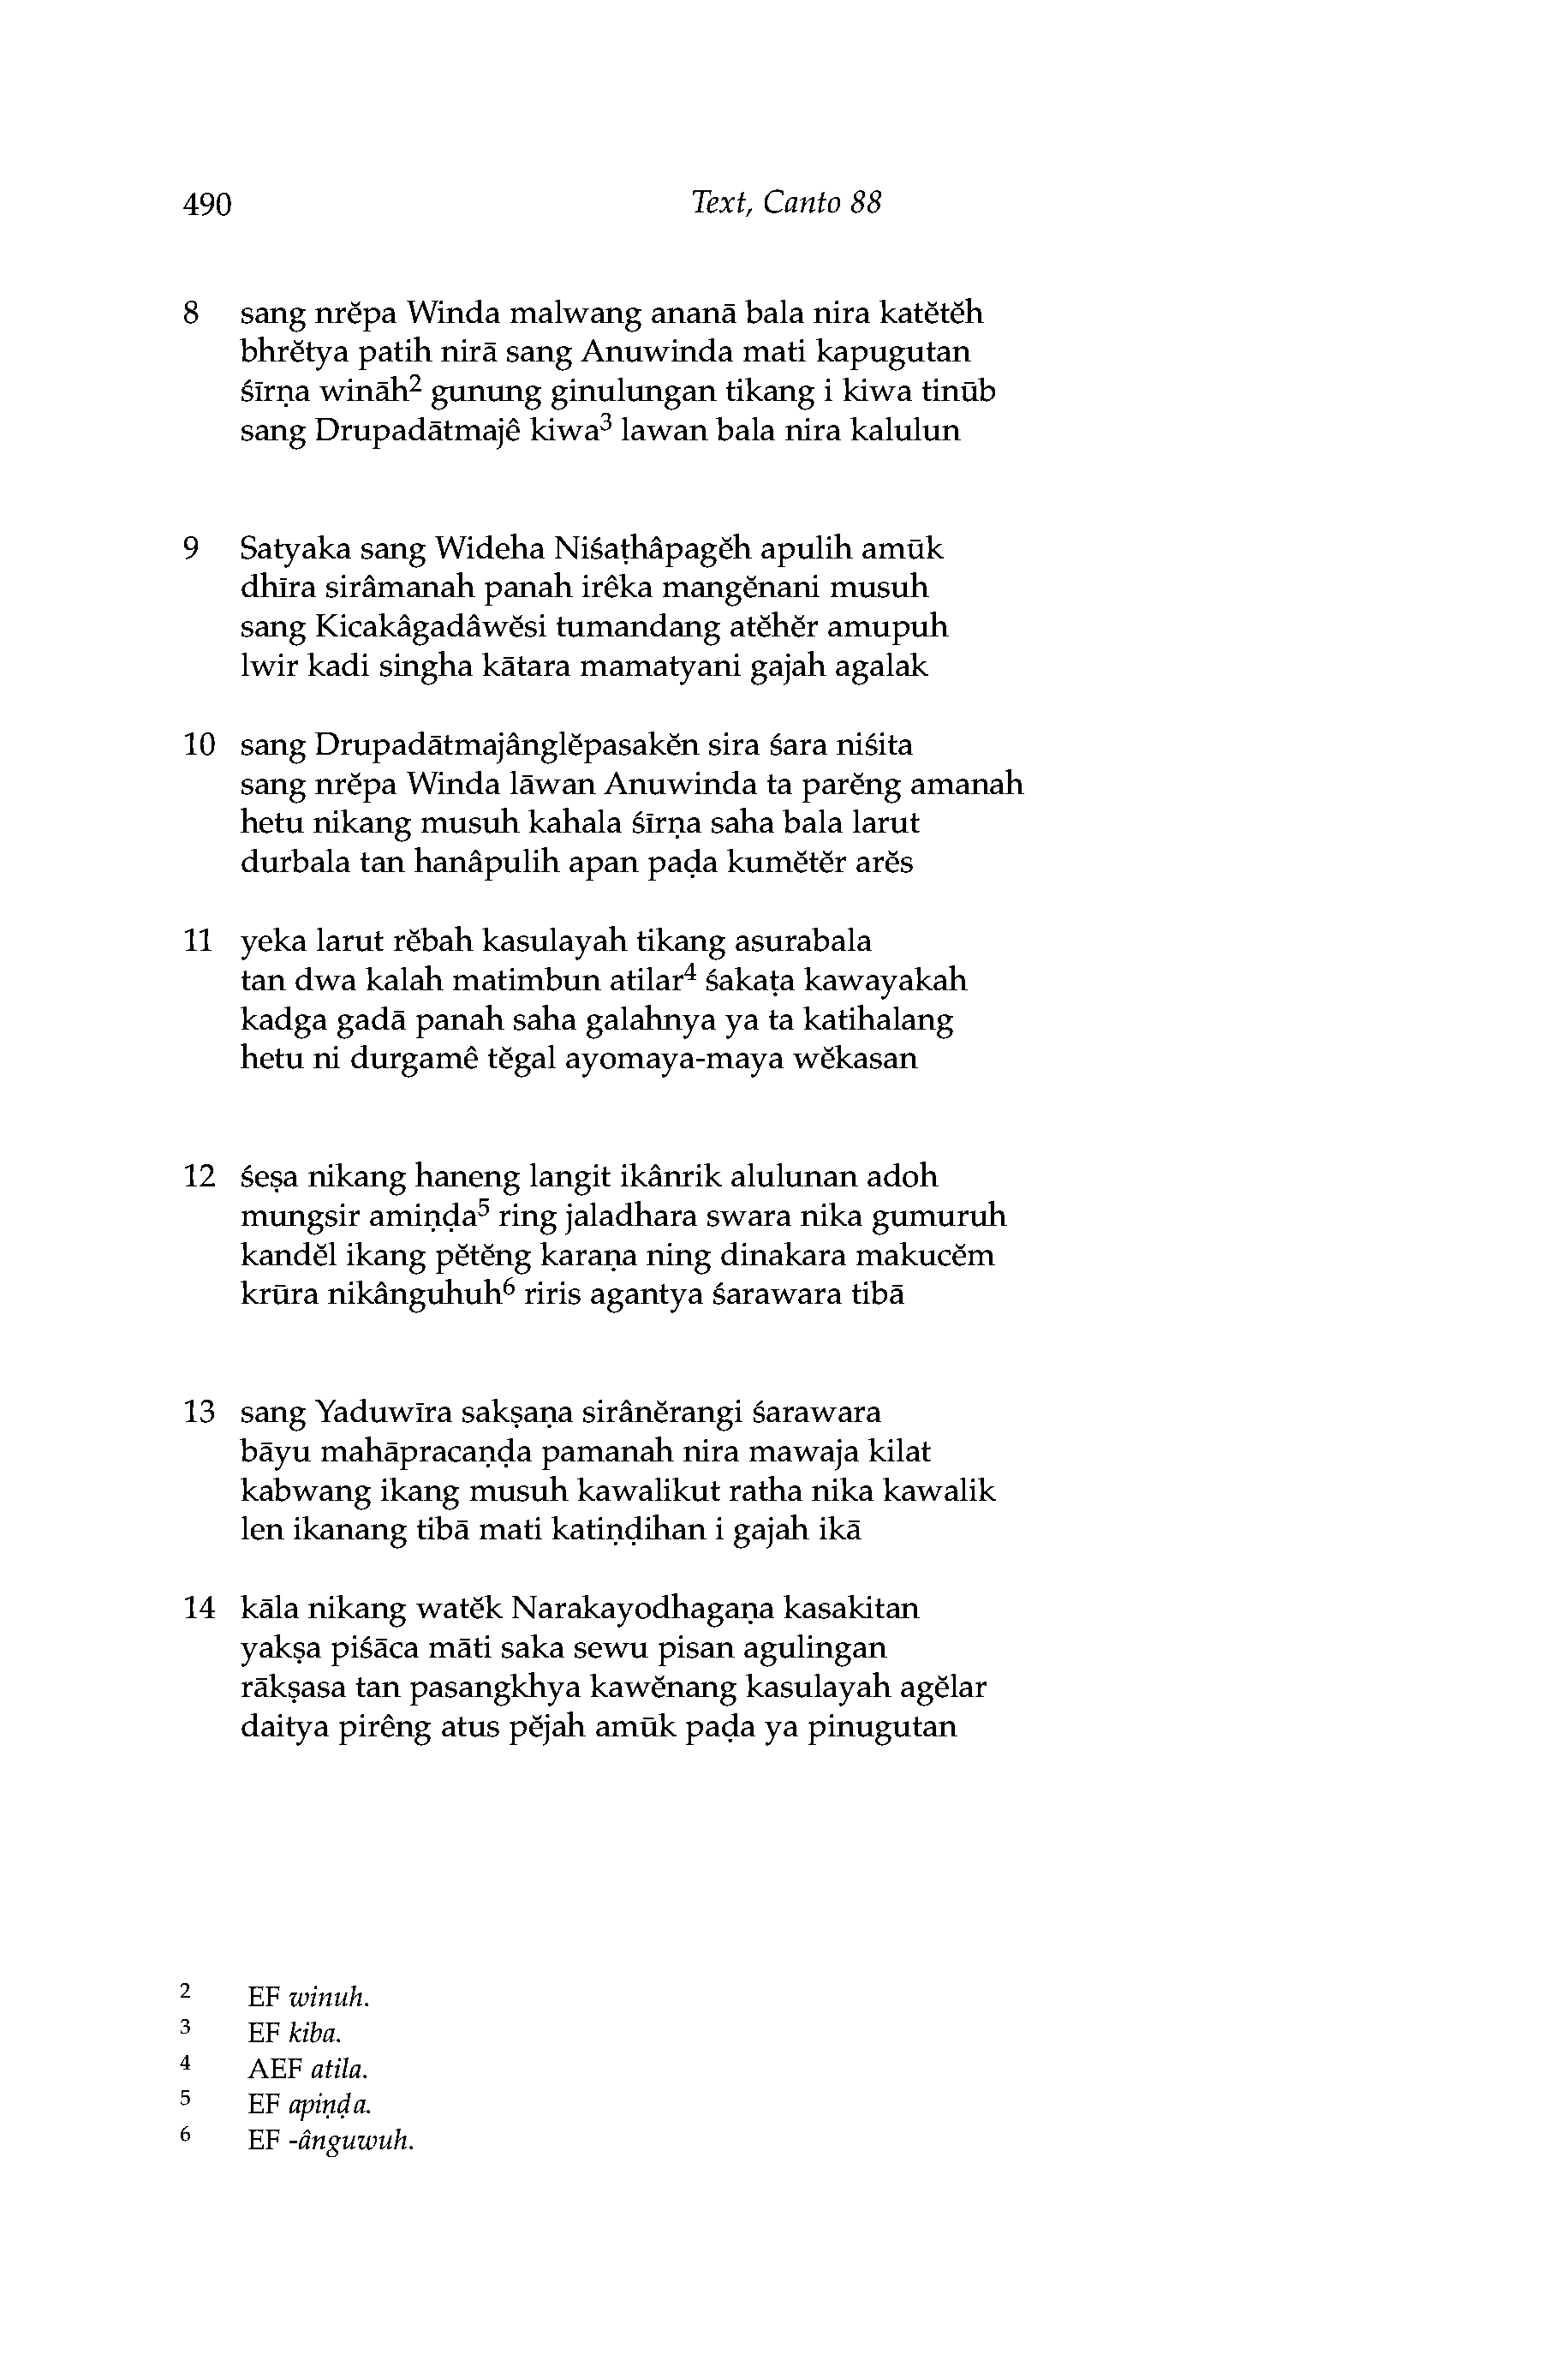 490 Text, Canto 88
8 sang nrĕpa Winda malwang ananā bala nira katĕtĕh
bhrĕtya patih nirā sang Anuwinda mati kapugutan
śīrṇa wināh² gunung ginulungan tikang i kiwa tinūb
sang Drupadātmajê kiwa³ lawan bala nira kalulun
9 Satyaka sang Wideha Niśaṭhâpagĕh apulih amūk
dhīra sirâmanah panah irêka mangĕnani musuh
sang Kicakâgadâwĕsi tumandang atĕhĕr amupuh
lwir kadi singha kātara mamatyani gajah agalak
10 sang Drupadātmajânglĕpasakĕn sira śara niśita
sang nrĕpa Winda lāwan Anuwinda ta parĕng amanah
hetu nikang musuh kahala śīrṇa saha bala larut
durbala tan hanâpulih apan paḍa kumĕtĕr arĕs
11 yeka larut rĕbah kasulayah tikang asurabala
tan dwa kalah matimbun atilar⁴ śakaṭa kawayakah
kadga gadā panah saha galahnya ya ta katihalang
hetu ni durgamê tĕgal ayomaya-maya wĕkasan
12 śeṣa nikang haneng langit ikânrik alulunan adoh
mungsir amiṇḍa⁵ ring jaladhara swara nika gumuruh
kandĕl ikang pĕtĕng karaṇa ning dinakara makucĕm
krūra nikânguhuh⁶ riris agantya śarawara tibā
13 sang Yaduwīra sakṣaṇa sirânĕrangi śarawara
bāyu mahāpracaṇḍa pamanah nira mawaja kilat
kabwang ikang musuh kawalikut ratha nika kawalik
len ikanang tibā mati katiṇḍihan i gajah ikā
14 kāla nikang watĕk Narakayodhagaṇa kasakitan
yakṣa piśāca māti saka sewu pisan agulingan
rākṣasa tan pasangkhya kawĕnang kasulayah agĕlar
daitya pirêng atus pĕjah amūk paḍa ya pinugutan
² EF winuh.
³ EF kiba.
⁴ AEF atila.
⁵ EF apiṇḍa.
⁶ EF -ânguwuh.